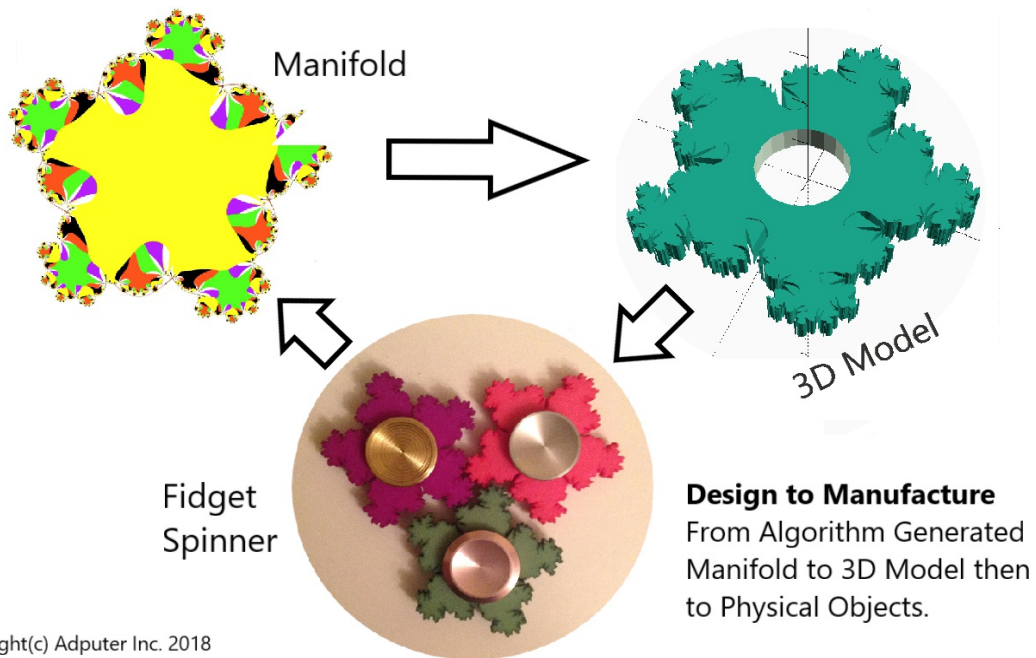 Manifold
3D Model
Fidget
Spinner
Design to Manufacture
From Algorithm Generated
Manifold to 3D Model then
to Physical Objects.
ght(c) Adputer Inc. 2018